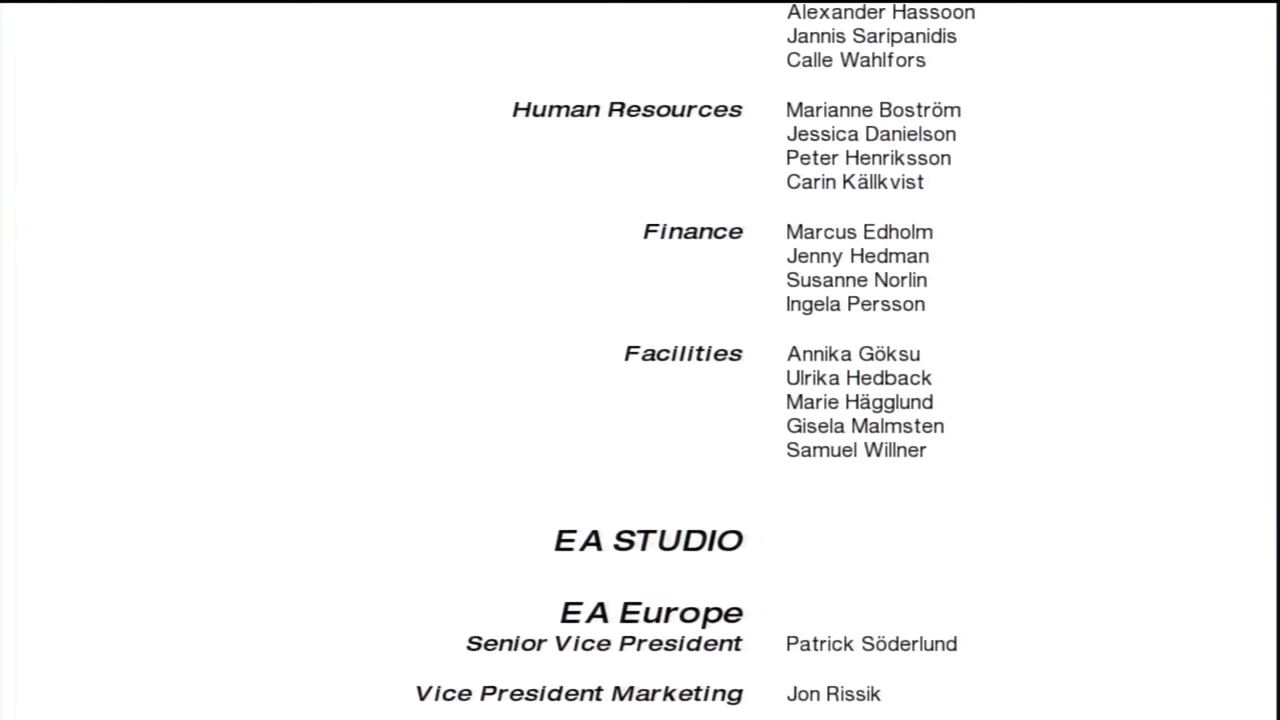 Alexander Hassoon
Jannis Saripanidis
Calle Wahlfors
Human Resources Marianne Boström
Jessica Danielson
Peter Henriksson
Carin Källkvist
Finance Marcus Edholm
Jenny Hedman
Susanne Norlin
Ingela Persson
Facilities Annika Göksu
Ulrika Hedback
Marie Hägglund
Gisela Malmsten
Samuel Willner
EA STUDIO
EA Europe
Senior Vice President Patrick Söderlund
Vice President Marketing Jon Rissik